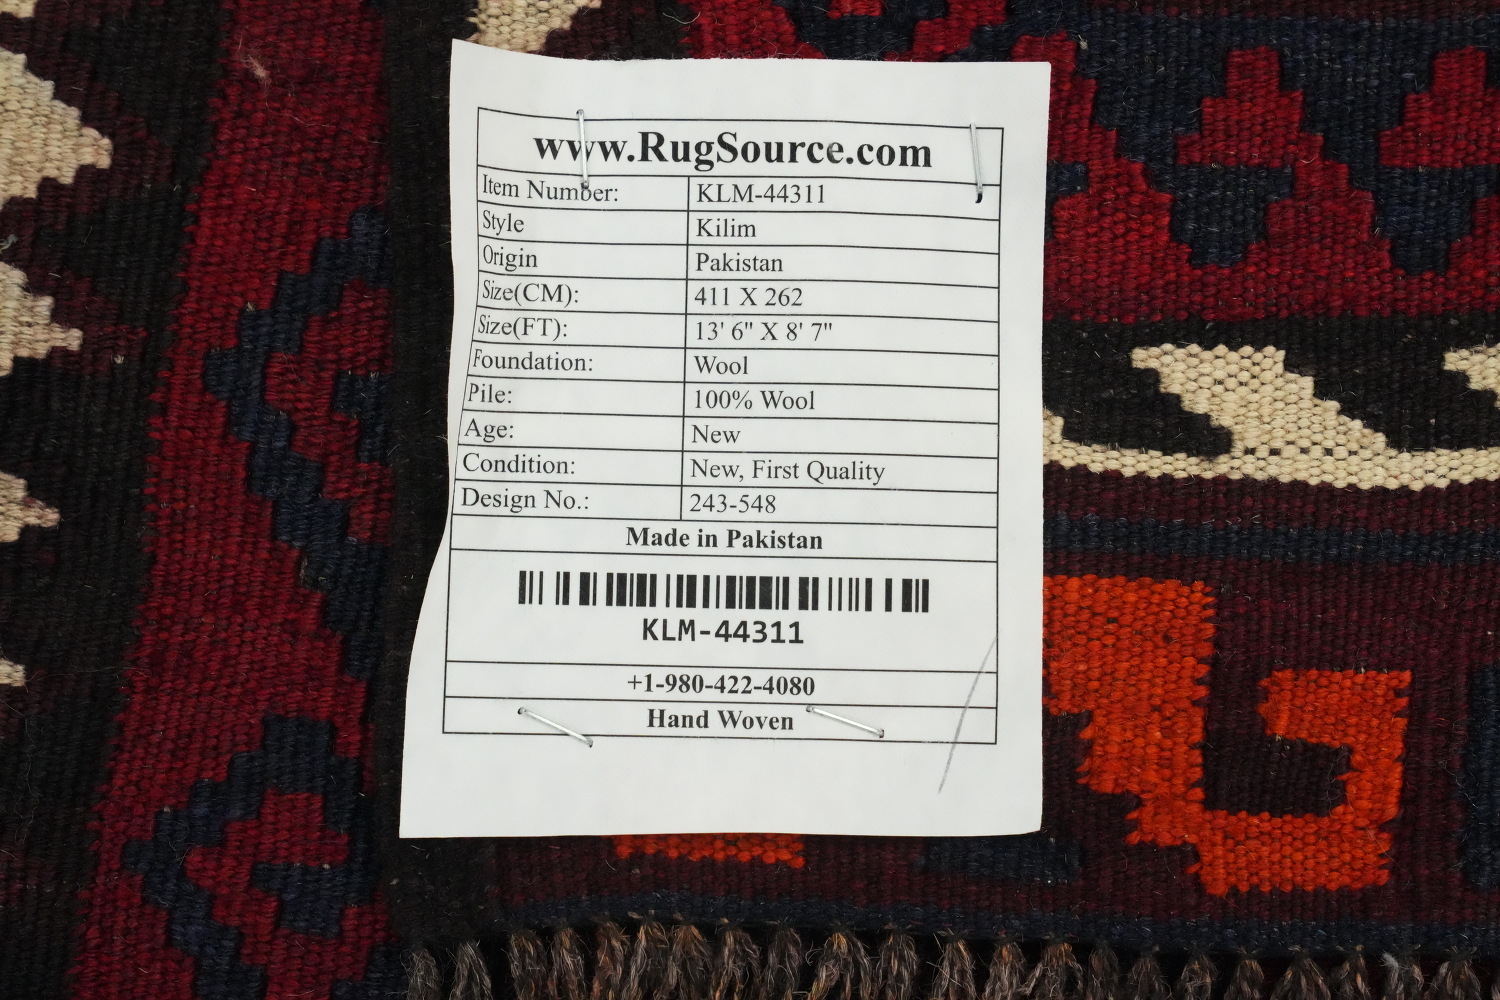 www.RugSource.com
Item Number: KLM-44311
Style Kilim
Origin Pakistan
Size(CM): 411 X 262
Size(FT): 13' 6" X 8' 7"
Foundation: Wool
Pile: 100% Wool
Age: New
Condition: New, First Quality
Design No.: 243-548
Made in Pakistan
KLM-44311
+1-980-422-4080
Hand Woven